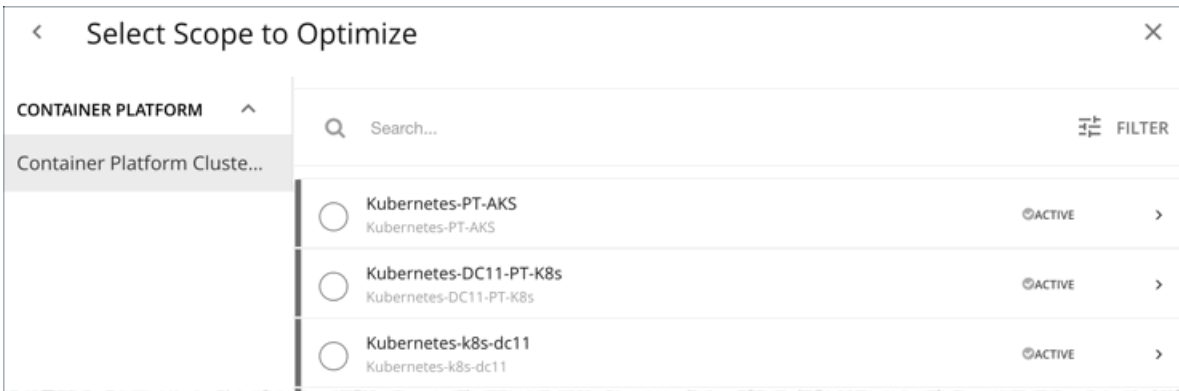 Select Scope to Optimize
CONTAINER PLATFORM
Container Platform Cluste...
Search...
FILTER
Kubernetes-PT-AKS
Kubernetes-PT-AKS
ACTIVE
Kubernetes-DC11-PT-K8s
Kubernetes-DC11-PT-K8s
ACTIVE
Kubernetes-k8s-dc11
Kubernetes-k8s-dc11
ACTIVE